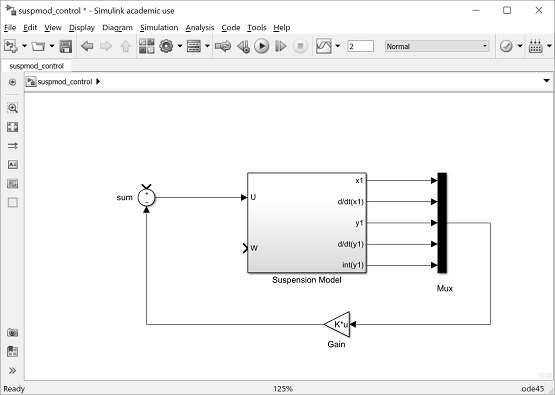 suspmod_control * - Simulink academic use
File Edit View Display Diagram Simulation Analysis Code Tools Help
2 Normal
suspmod_control
suspmod_control
sum
+
−
U
W
x1
d/dt(x1)
y1
d/dt(y1)
int(y1)
Suspension Model
Mux
K*u
Gain
Ready 125% ode45